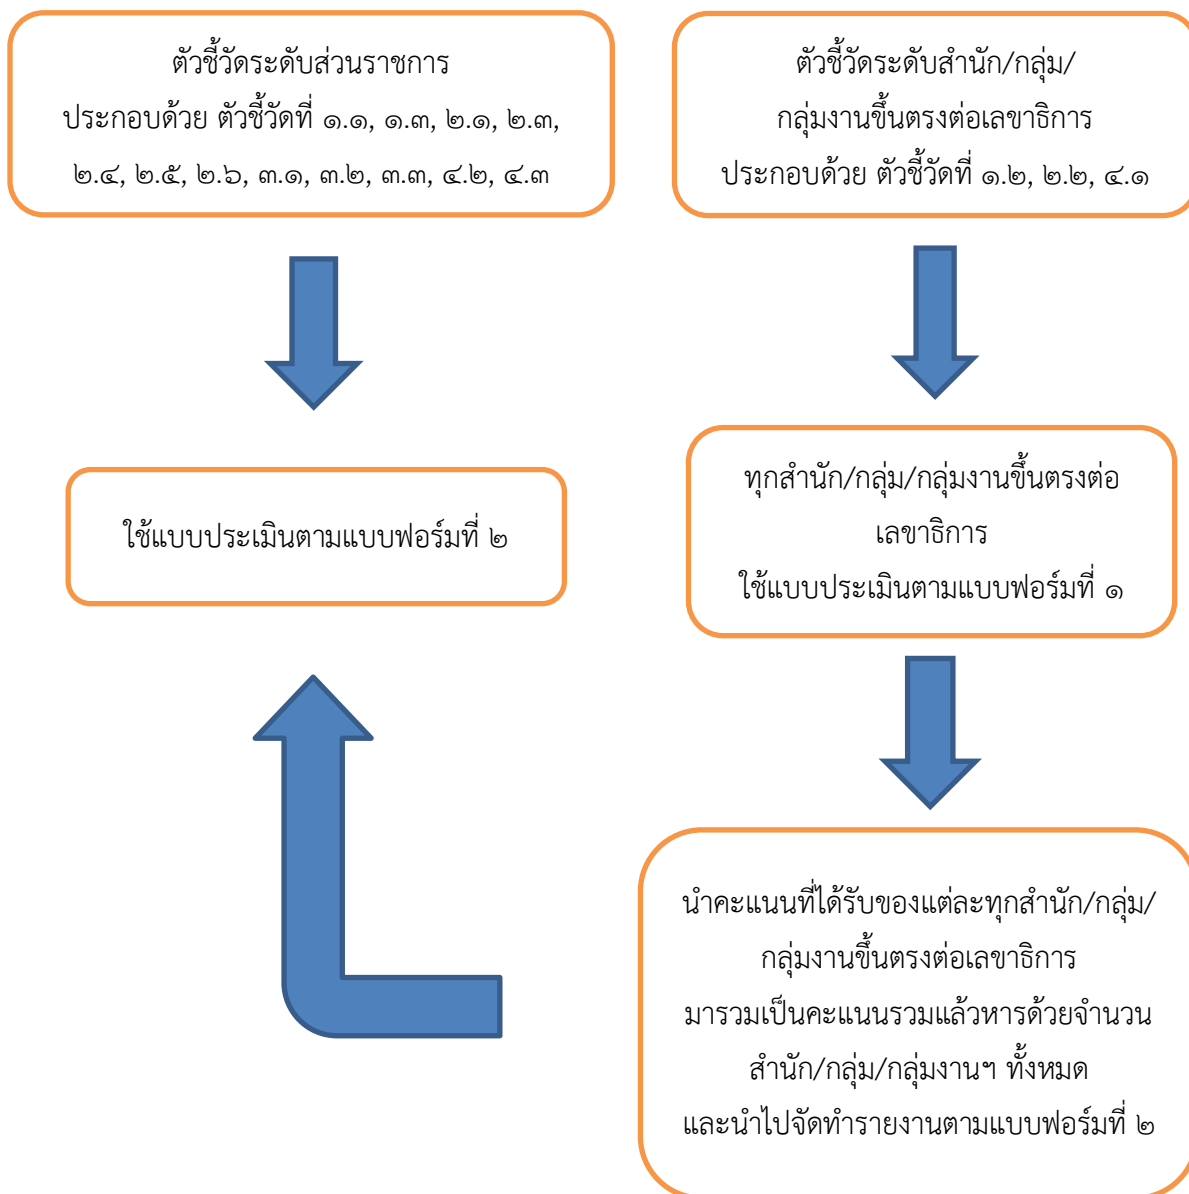 ตัวชี้วัดระดับส่วนราชการ
ประกอบด้วย ตัวชี้วัดที่ ๑.๑, ๑.๓, ๒.๑, ๒.๓,
๒.๔, ๒.๕, ๒.๖, ๓.๑, ๓.๒, ๓.๓, ๔.๒, ๔.๓
ตัวชี้วัดระดับสำนัก/กลุ่ม/
กลุ่มงานขึ้นตรงต่อเลขาธิการ
ประกอบด้วย ตัวชี้วัดที่ ๑.๒, ๒.๒, ๔.๑
ใช้แบบประเมินตามแบบฟอร์มที่ ๒
ทุกสำนัก/กลุ่ม/กลุ่มงานขึ้นตรงต่อ
เลขาธิการ
ใช้แบบประเมินตามแบบฟอร์มที่ ๑
นำคะแนนที่ได้รับของแต่ละทุกสำนัก/กลุ่ม/
กลุ่มงานขึ้นตรงต่อเลขาธิการ
มารวมเป็นคะแนนรวมแล้วหารด้วยจำนวน
สำนัก/กลุ่ม/กลุ่มงานฯ ทั้งหมด
และนำไปจัดทำรายงานตามแบบฟอร์มที่ ๒